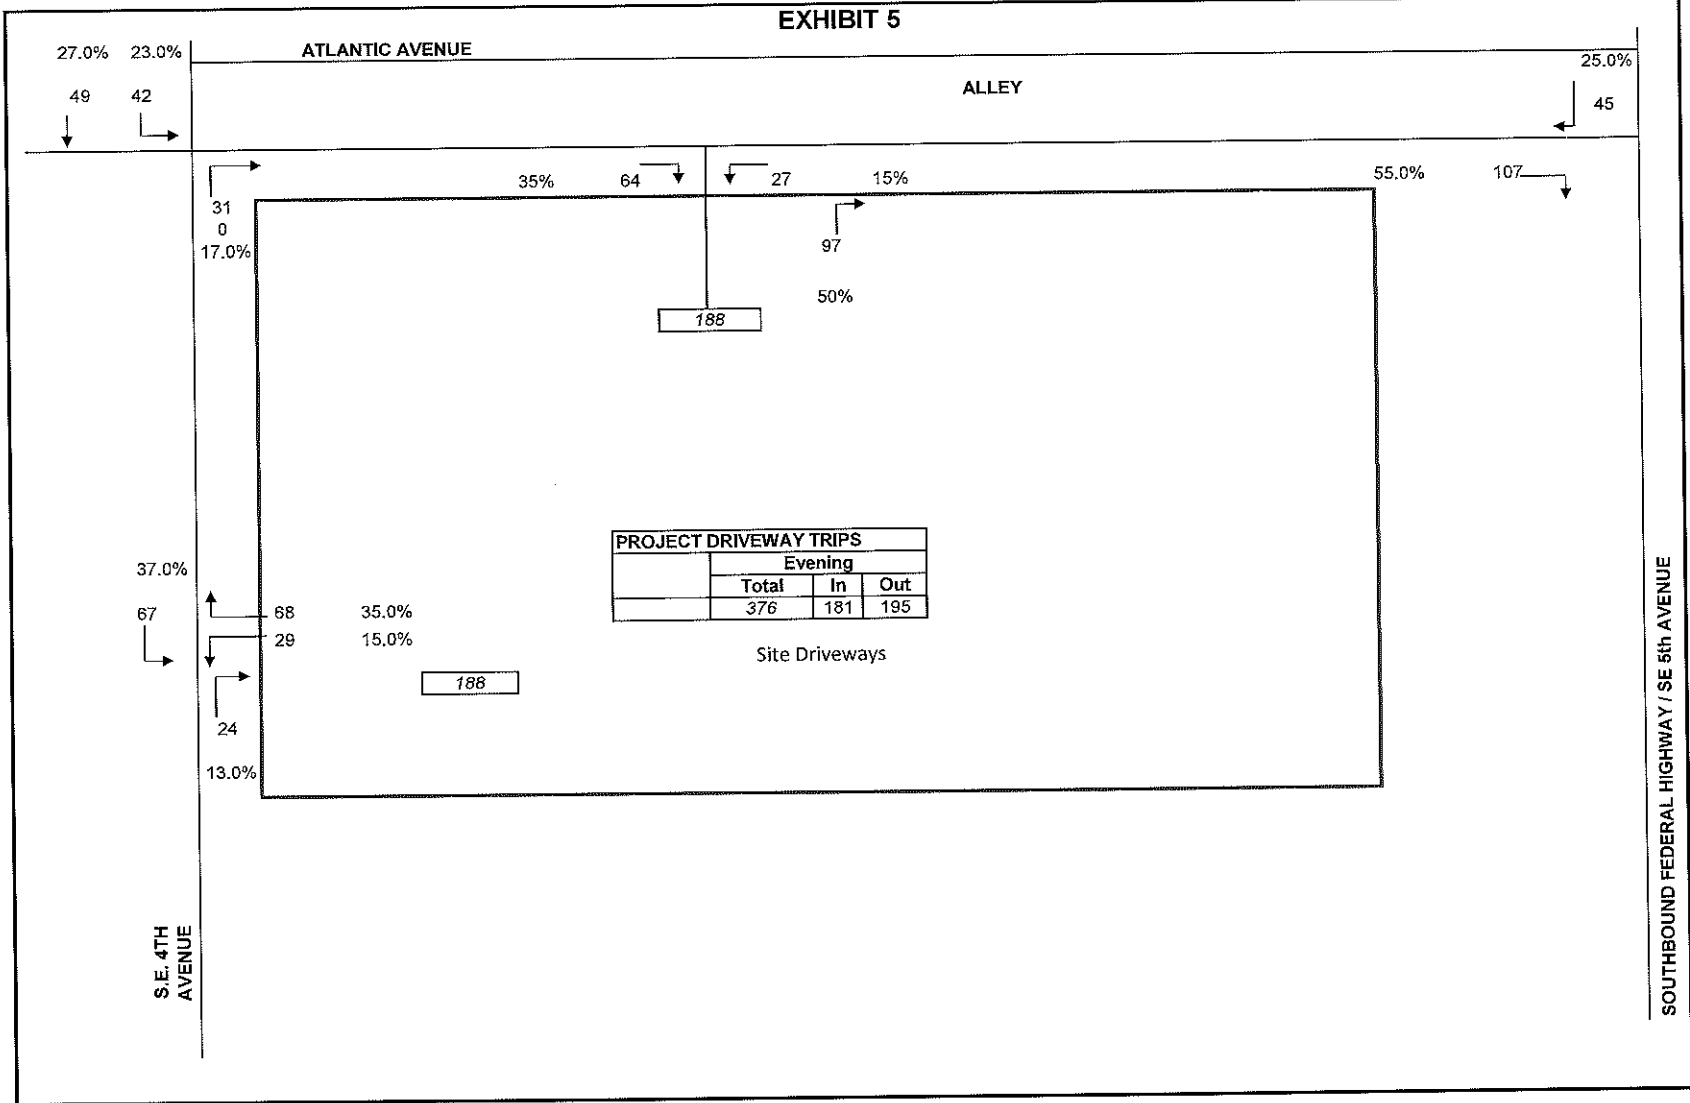 EXHIBIT 5
27.0% 23.0% ATLANTIC AVENUE 25.0%
ALLEY
49 42 45
35% 64 27 15% 55.0% 107
31
0
17.0%
97
50%
188
PROJECT DRIVEWAY TRIPS
Evening
Total In Out
376 181 195
37.0%
67 68 35.0%
29 15.0%
Site Driveways
188
24
13.0%
S.E. 4TH
AVENUE
SOUTHBOUND FEDERAL HIGHWAY / SE 5th AVENUE